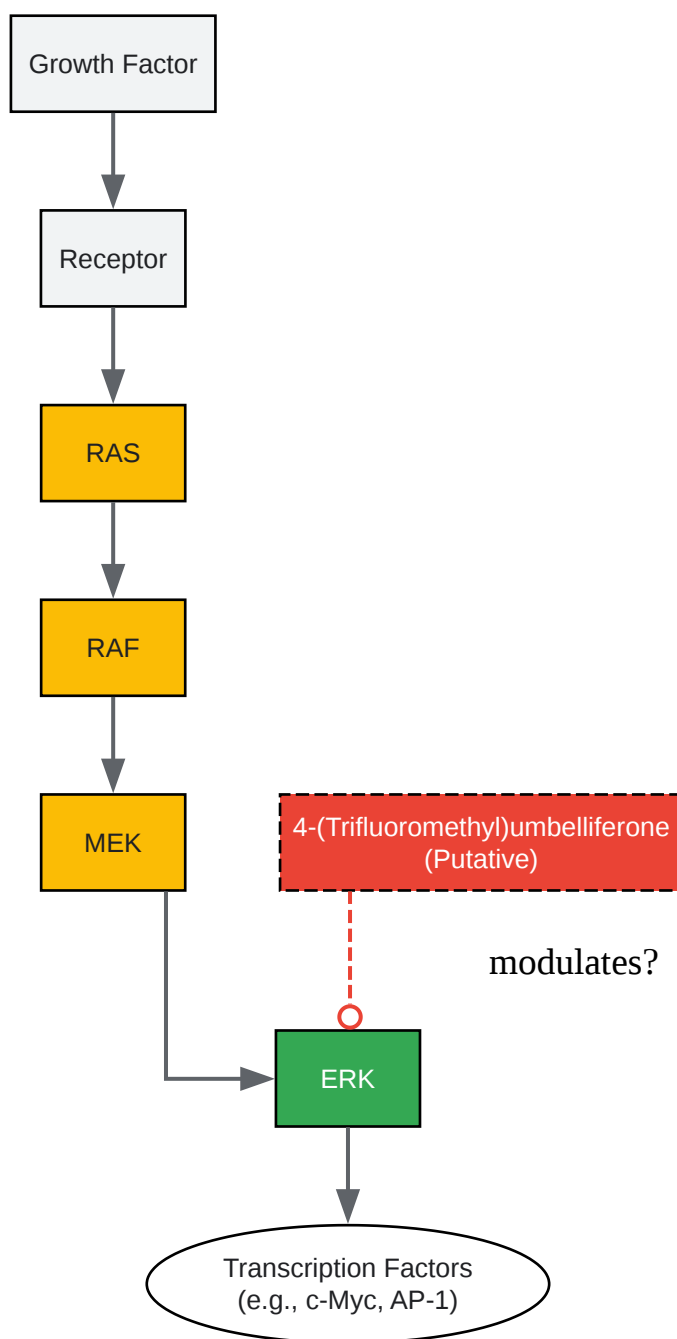 Growth Factor
Receptor
RAS
RAF
MEK
4-(Trifluoromethyl)umbelliferone
(Putative)
modulates?
ERK
Transcription Factors
(e.g., c-Myc, AP-1)